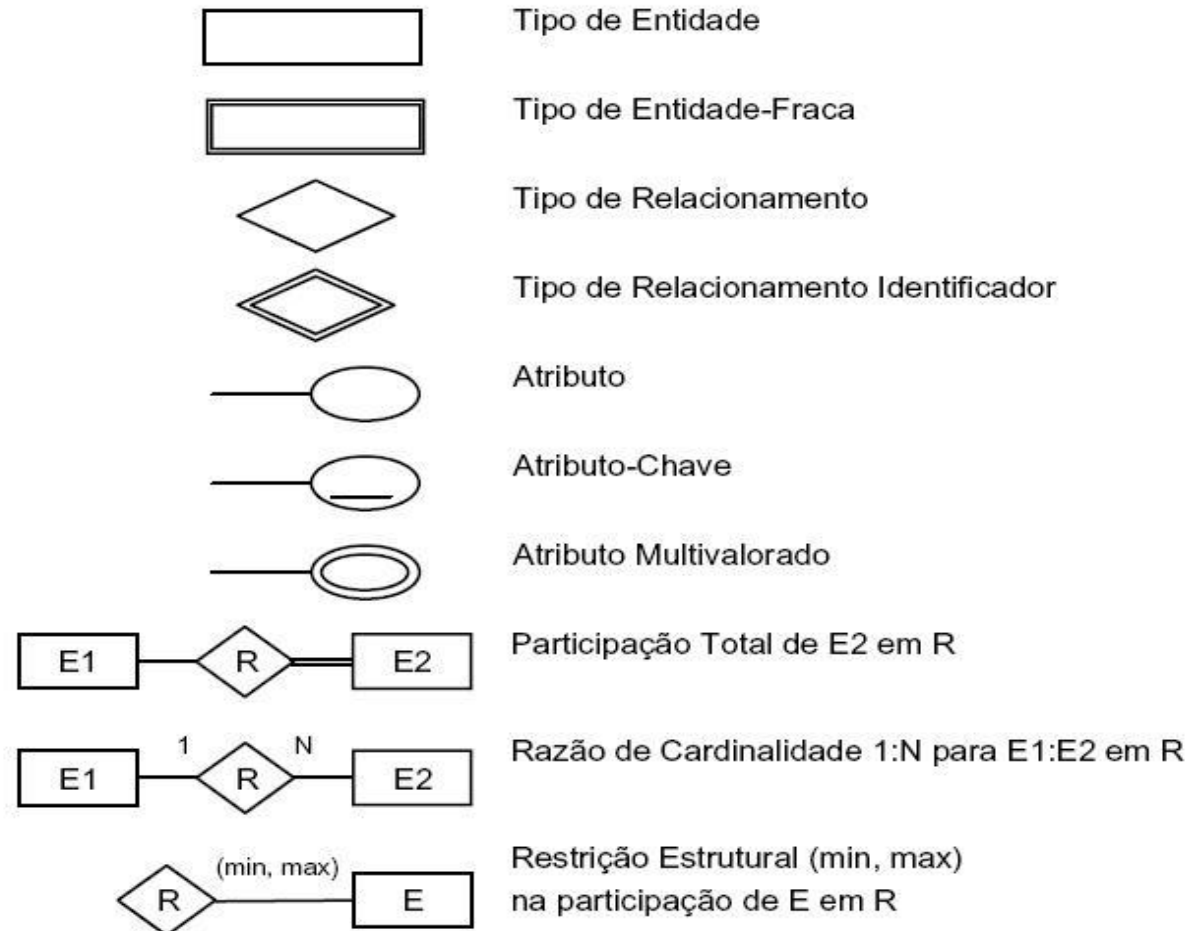 Tipo de Entidade
Tipo de Entidade-Fraca
Tipo de Relacionamento
Tipo de Relacionamento Identificador
Atributo
Atributo-Chave
Atributo Multivalorado
E1 R E2 Participação Total de E2 em R
1 N
E1 R E2 Razão de Cardinalidade 1:N para E1:E2 em R
(min, max) Restrição Estrutural (min, max)
R E na participação de E em R